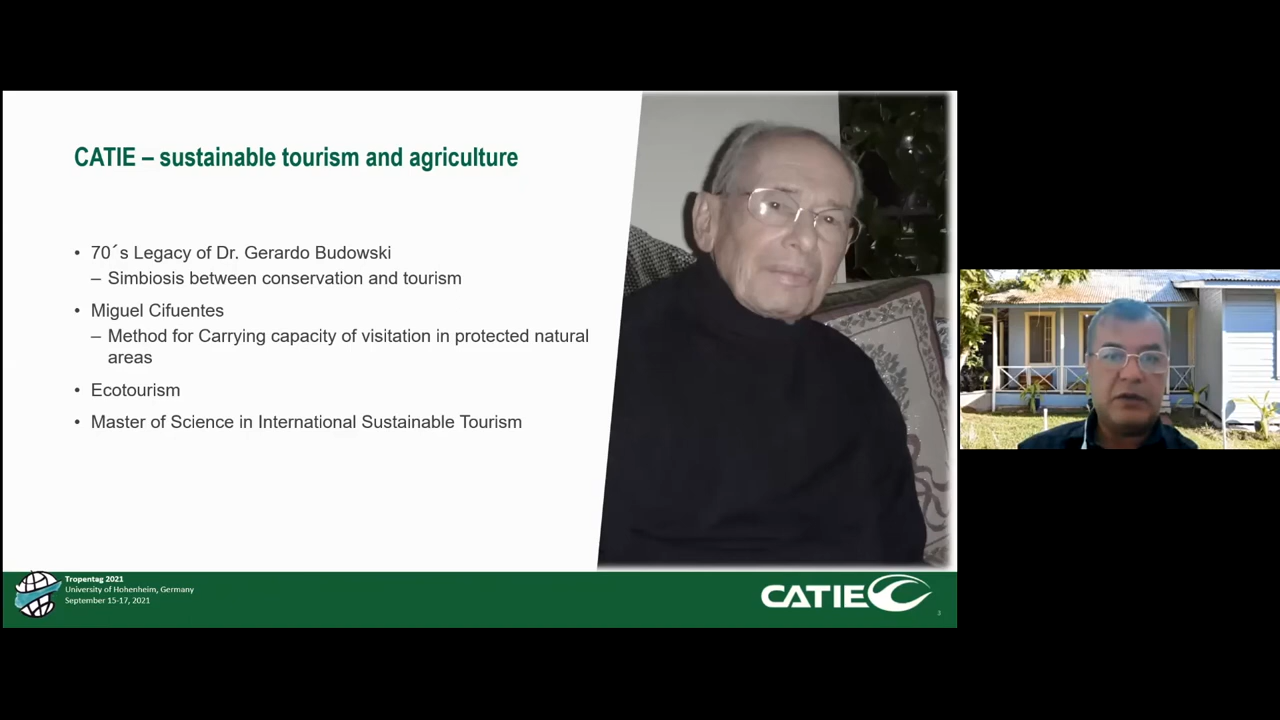 CATIE – sustainable tourism and agriculture
• 70´s Legacy of Dr. Gerardo Budowski
– Simbiosis between conservation and tourism
• Miguel Cifuentes
– Method for Carrying capacity of visitation in protected natural
areas
• Ecotourism
• Master of Science in International Sustainable Tourism
Tropentag 2021
University of Hohenheim, Germany
September 15-17, 2021
CATIE
3